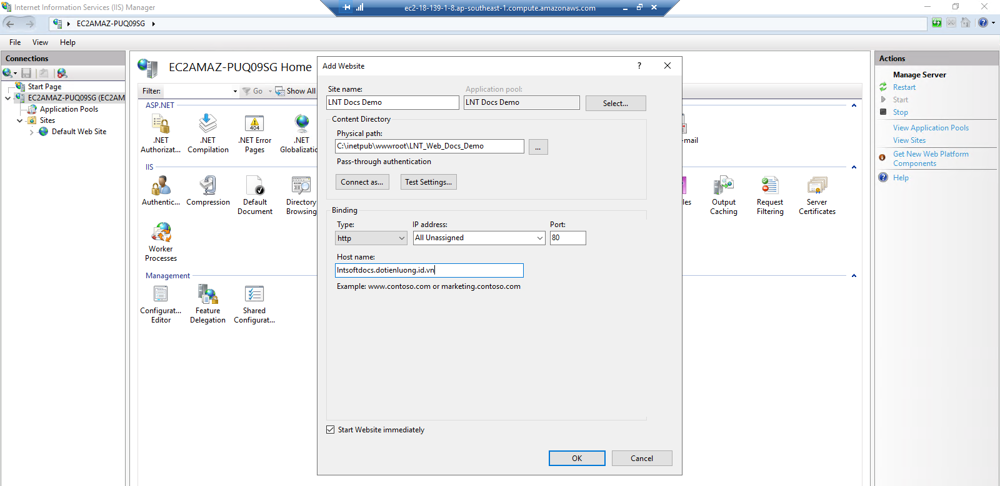 Internet Information Services (IIS) Manager
ec2-18-139-1-8.ap-southeast-1.compute.amazonaws.com
EC2AMAZ-PUQ09SG
File View Help
Connections
Start Page
EC2AMAZ-PUQ09SG (EC2AM
Application Pools
Sites
Default Web Site
EC2AMAZ-PUQ09SG Home
Filter: Go Show All
ASP.NET
.NET Authorizat...
.NET Compilation
.NET Error Pages
404
.NET Globalizatio
-mail
IIS
Authentic...
Compression
Default Document
Directory Browsing
les
Output Caching
Request Filtering
Server Certificates
Worker Processes
Management
Configurat... Editor
Feature Delegation
Shared Configurat...
Add Website
?
Site name:
LNT Docs Demo
Application pool:
LNT Docs Demo
Select...
Content Directory
Physical path:
C:\inetpub\wwwroot\LNT_Web_Docs_Demo
...
Pass-through authentication
Connect as...
Test Settings...
Binding
Type: IP address: Port:
http All Unassigned 80
Host name:
lntsoftdocs.dotienluong.id.vn
Example: www.contoso.com or marketing.contoso.com
Start Website immediately
OK Cancel
Actions
Manage Server
Restart
Start
Stop
View Application Pools
View Sites
Get New Web Platform
Components
Help